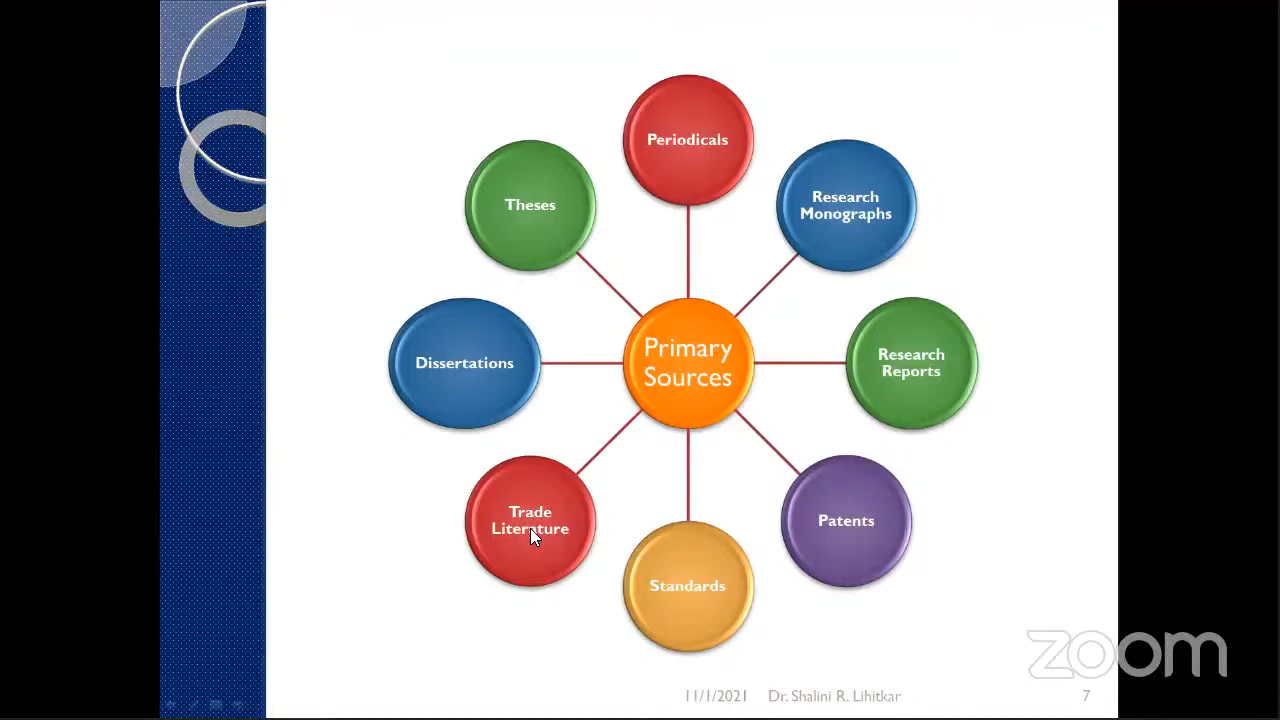 Periodicals
Theses
Research
Monographs
Primary
Sources
Dissertations
Research
Reports
Trade
Literature
Patents
Standards
zoom
11/1/2021 Dr. Shalini R. Lihitkar 7